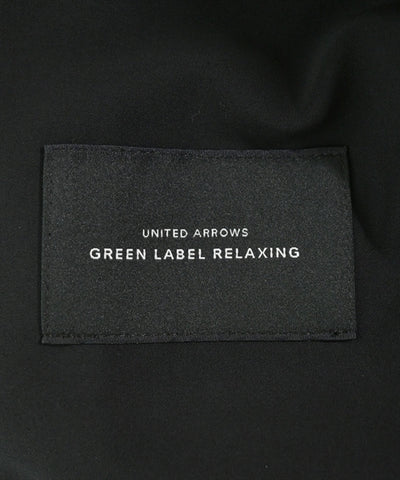 UNITED ARROWS
GREEN LABEL RELAXING